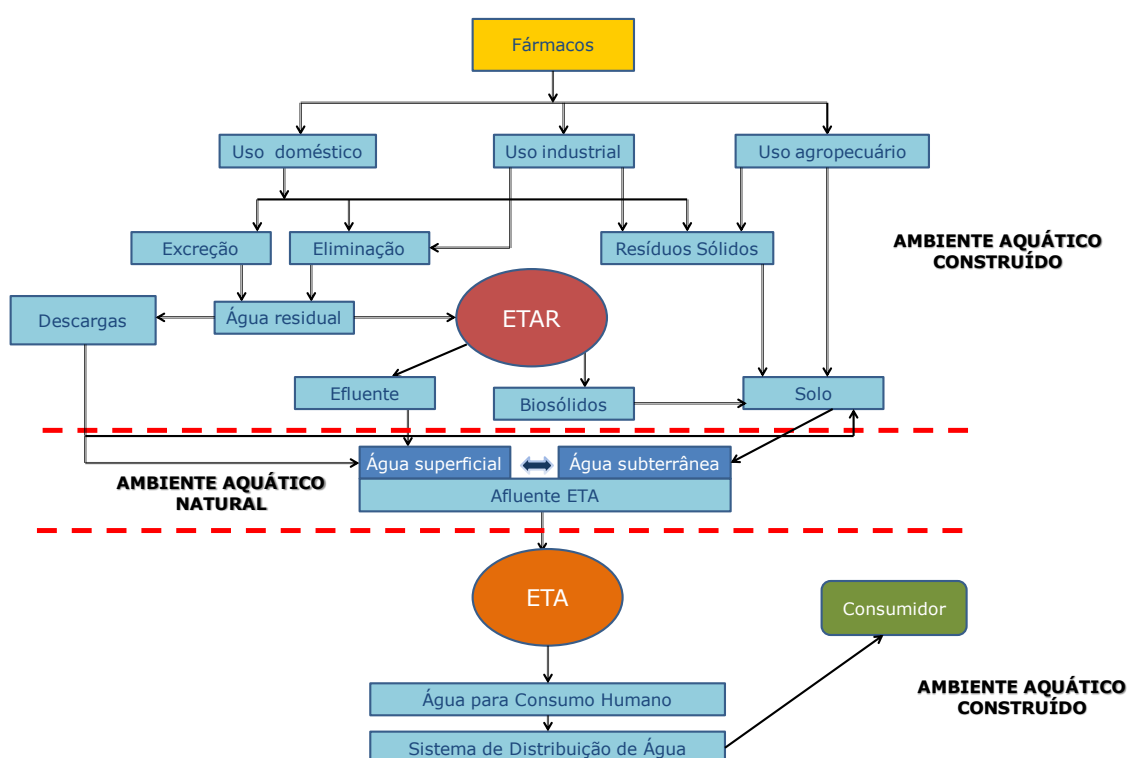 Fármacos
Uso doméstico
Uso industrial
Uso agropecuário
Excreção
Eliminação
Resíduos Sólidos
AMBIENTE AQUÁTICO
CONSTRUÍDO
Descargas
Água residual
ETAR
Efluente
Biosólidos
Solo
Água superficial
Água subterrânea
AMBIENTE AQUÁTICO
NATURAL
Afluente ETA
ETA
Consumidor
Água para Consumo Humano
AMBIENTE AQUÁTICO
CONSTRUÍDO
Sistema de Distribuição de Água